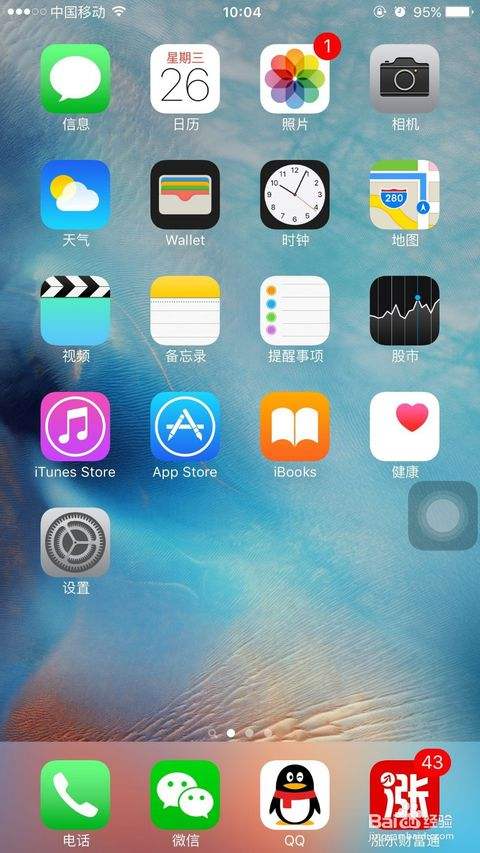 中国移动 10:04 95%
星期三
26
1
信息 日历 照片 相机
280
天气 Wallet 时钟 地图
视频 备忘录 提醒事项 股市
iTunes Store App Store iBooks 健康
设置
43
涨
电话 微信 QQ 涨乐财富通
Baidu 经验
jingyan.baidu.com